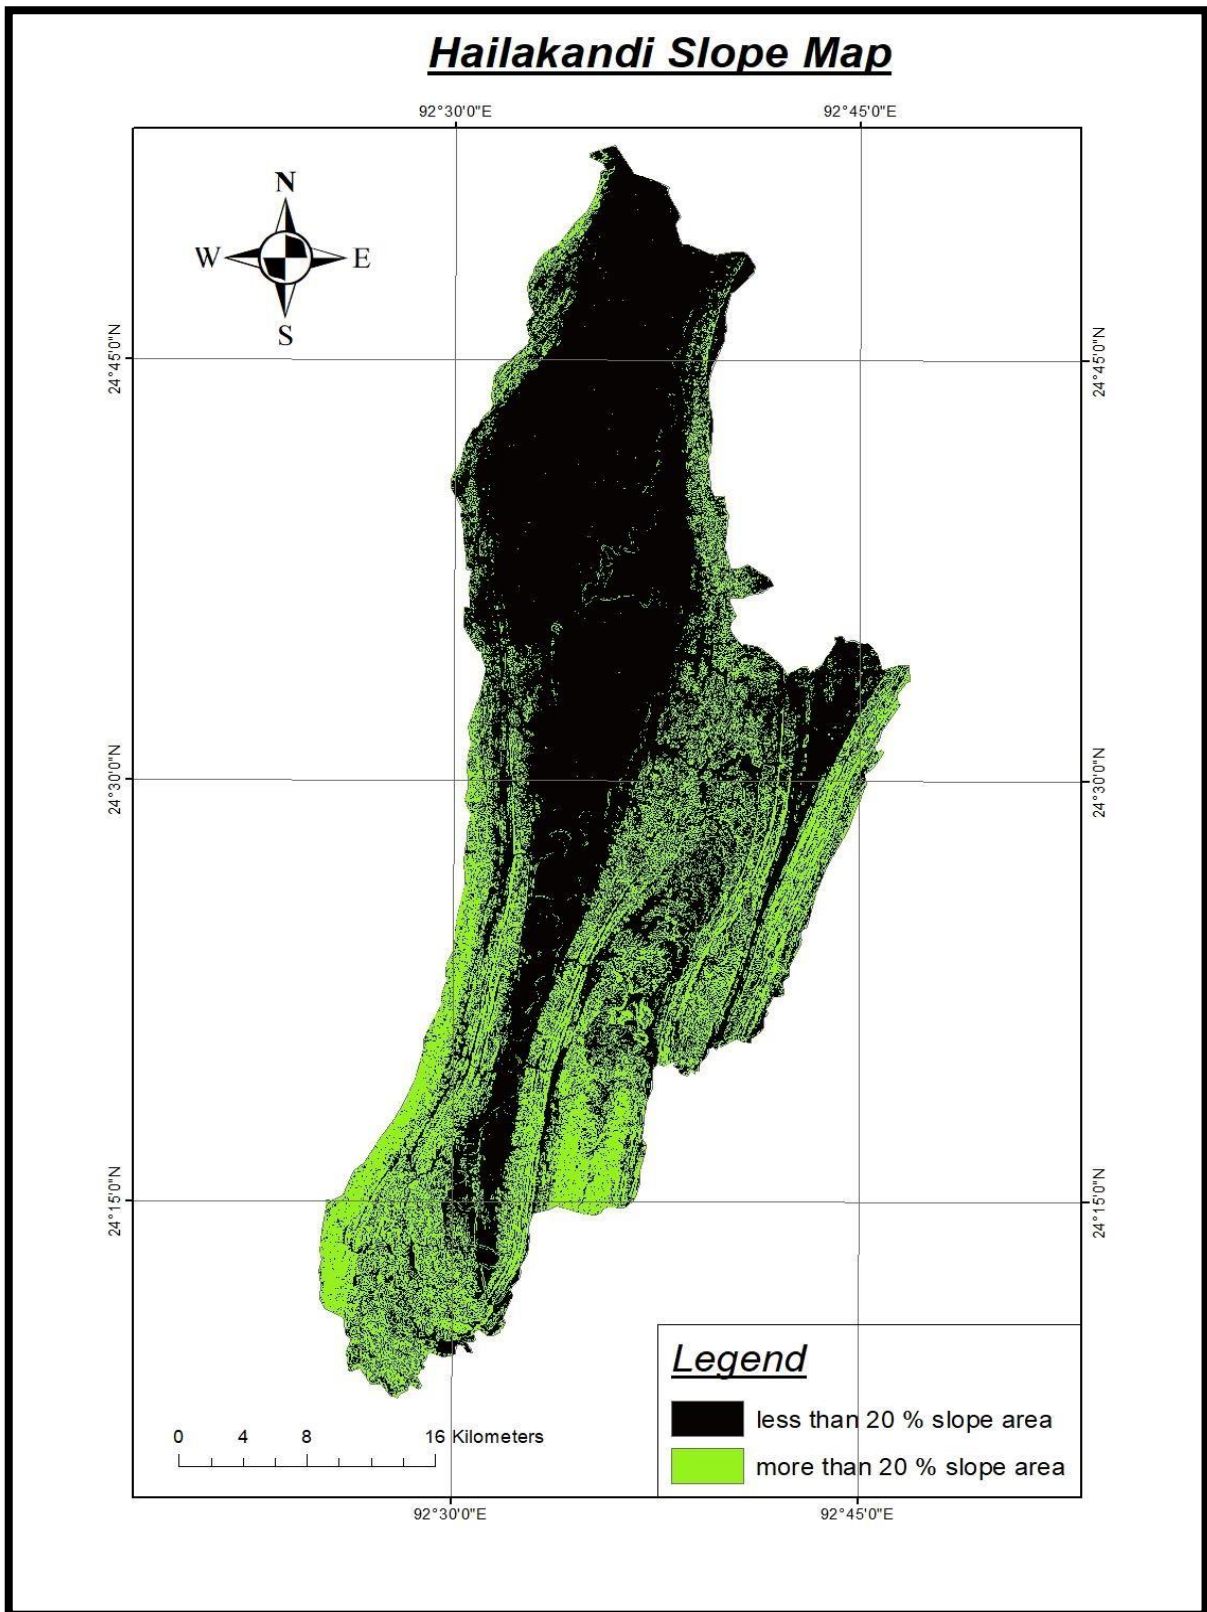 Hailakandi Slope Map
92°30'0"E 92°45'0"E
N
W E
S
24°45'0"N 24°45'0"N
24°30'0"N 24°30'0"N
24°15'0"N 24°15'0"N
Legend
less than 20 % slope area
more than 20 % slope area
0 4 8 16 Kilometers
92°30'0"E 92°45'0"E